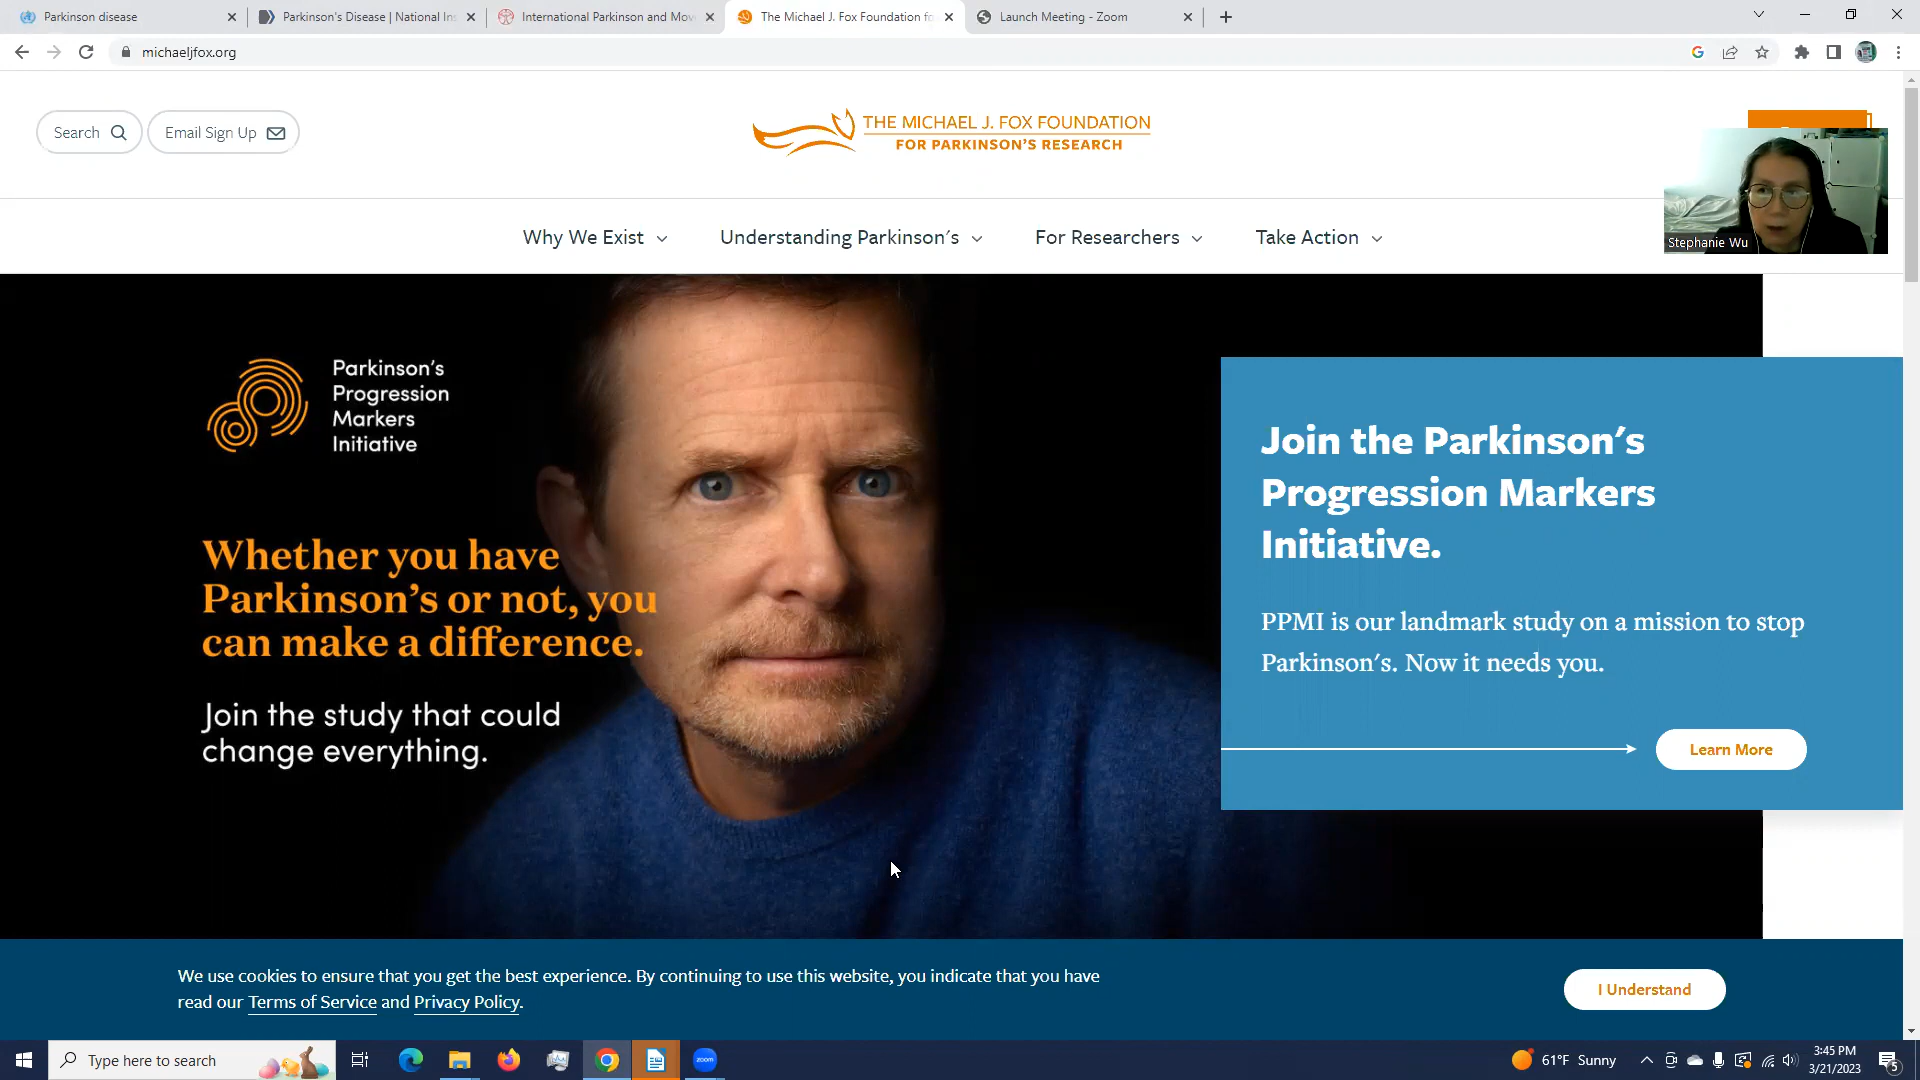 Parkinson disease
Parkinson's Disease | National Ins
International Parkinson and Mov
The Michael J. Fox Foundation fo
Launch Meeting - Zoom
michaeljfox.org
Search
Email Sign Up
THE MICHAEL J. FOX FOUNDATION
FOR PARKINSON'S RESEARCH
Stephanie Wu
Why We Exist
Understanding Parkinson's
For Researchers
Take Action
Parkinson's
Progression
Markers
Initiative
Whether you have
Parkinson's or not, you
can make a difference.
Join the study that could
change everything.
Join the Parkinson's
Progression Markers
Initiative.
PPMI is our landmark study on a mission to stop
Parkinson's. Now it needs you.
Learn More
We use cookies to ensure that you get the best experience. By continuing to use this website, you indicate that you have
read our Terms of Service and Privacy Policy.
I Understand
Type here to search
zoom
61°F Sunny
3:45 PM
3/21/2023
5